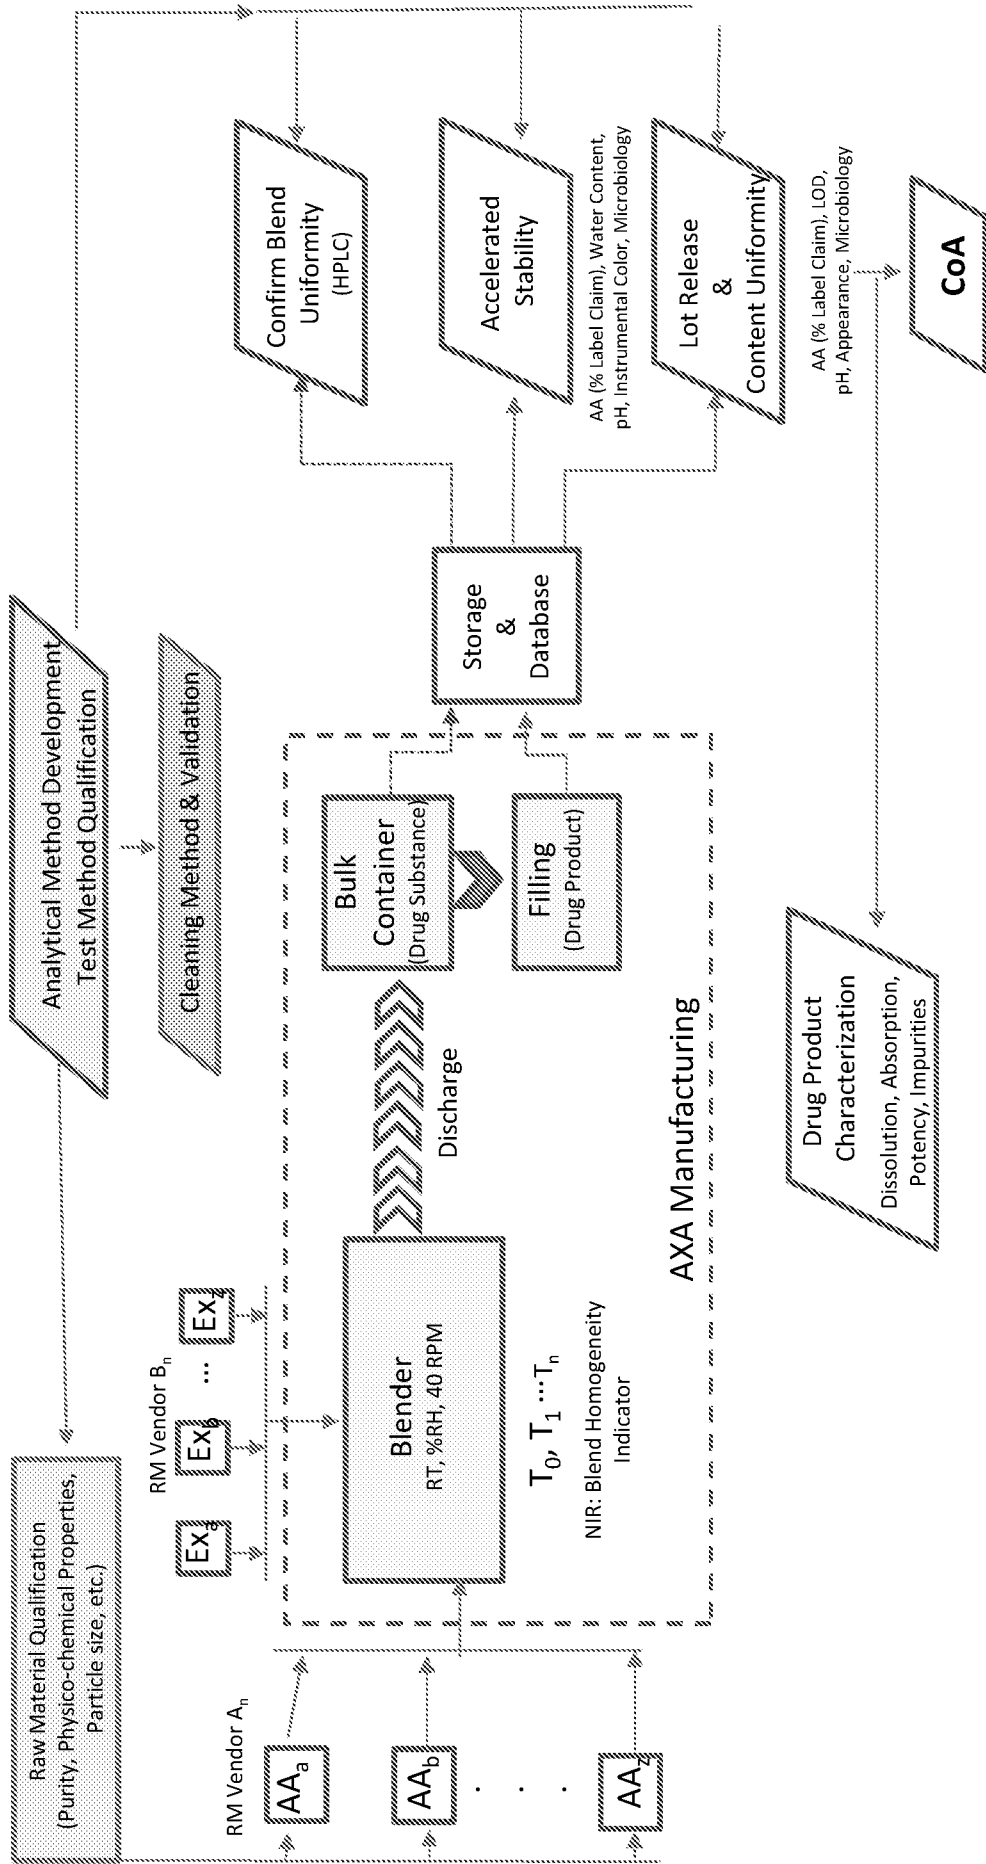 Raw Material Qualification
(Purity, Physico-chemical Properties,
Particle size, etc.)
Analytical Method Development
Test Method Qualification
Cleaning Method & Validation
RM Vendor Aₙ
AAₐ
AA_b
. . . .
AA_z
RM Vendor Bₙ
Exₐ
Ex_b
...
Ex_z
Blender
RT, %RH, 40 RPM
T₀, T₁ ...Tₙ
NIR: Blend Homogeneity
Indicator
Discharge
Bulk
Container
(Drug Substance)
Filling
(Drug Product)
AXA Manufacturing
Storage
&
Database
Confirm Blend
Uniformity
(HPLC)
Accelerated
Stability
AA (% Label Claim), Water Content,
pH, Instrumental Color, Microbiology
Lot Release
&
Content Uniformity
AA (% Label Claim), LOD,
pH, Appearance, Microbiology
CoA
Drug Product
Characterization
Dissolution, Absorption,
Potency, Impurities